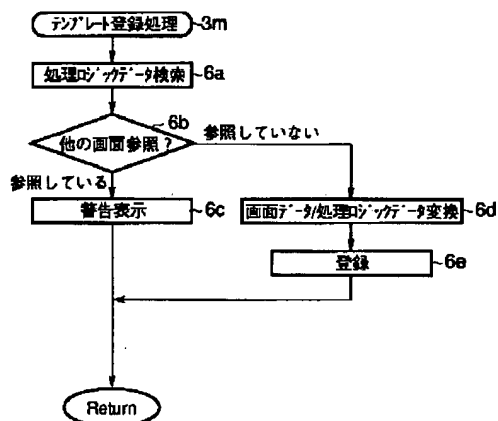 テンプレート登録処理 ~3m
処理ロジックデータ検索 ~6a
6b
他の画面参照?
参照していない
参照している
警告表示 ~6c
画面データ/処理ロジックデータ変換 ~6d
登録 ~6e
Return